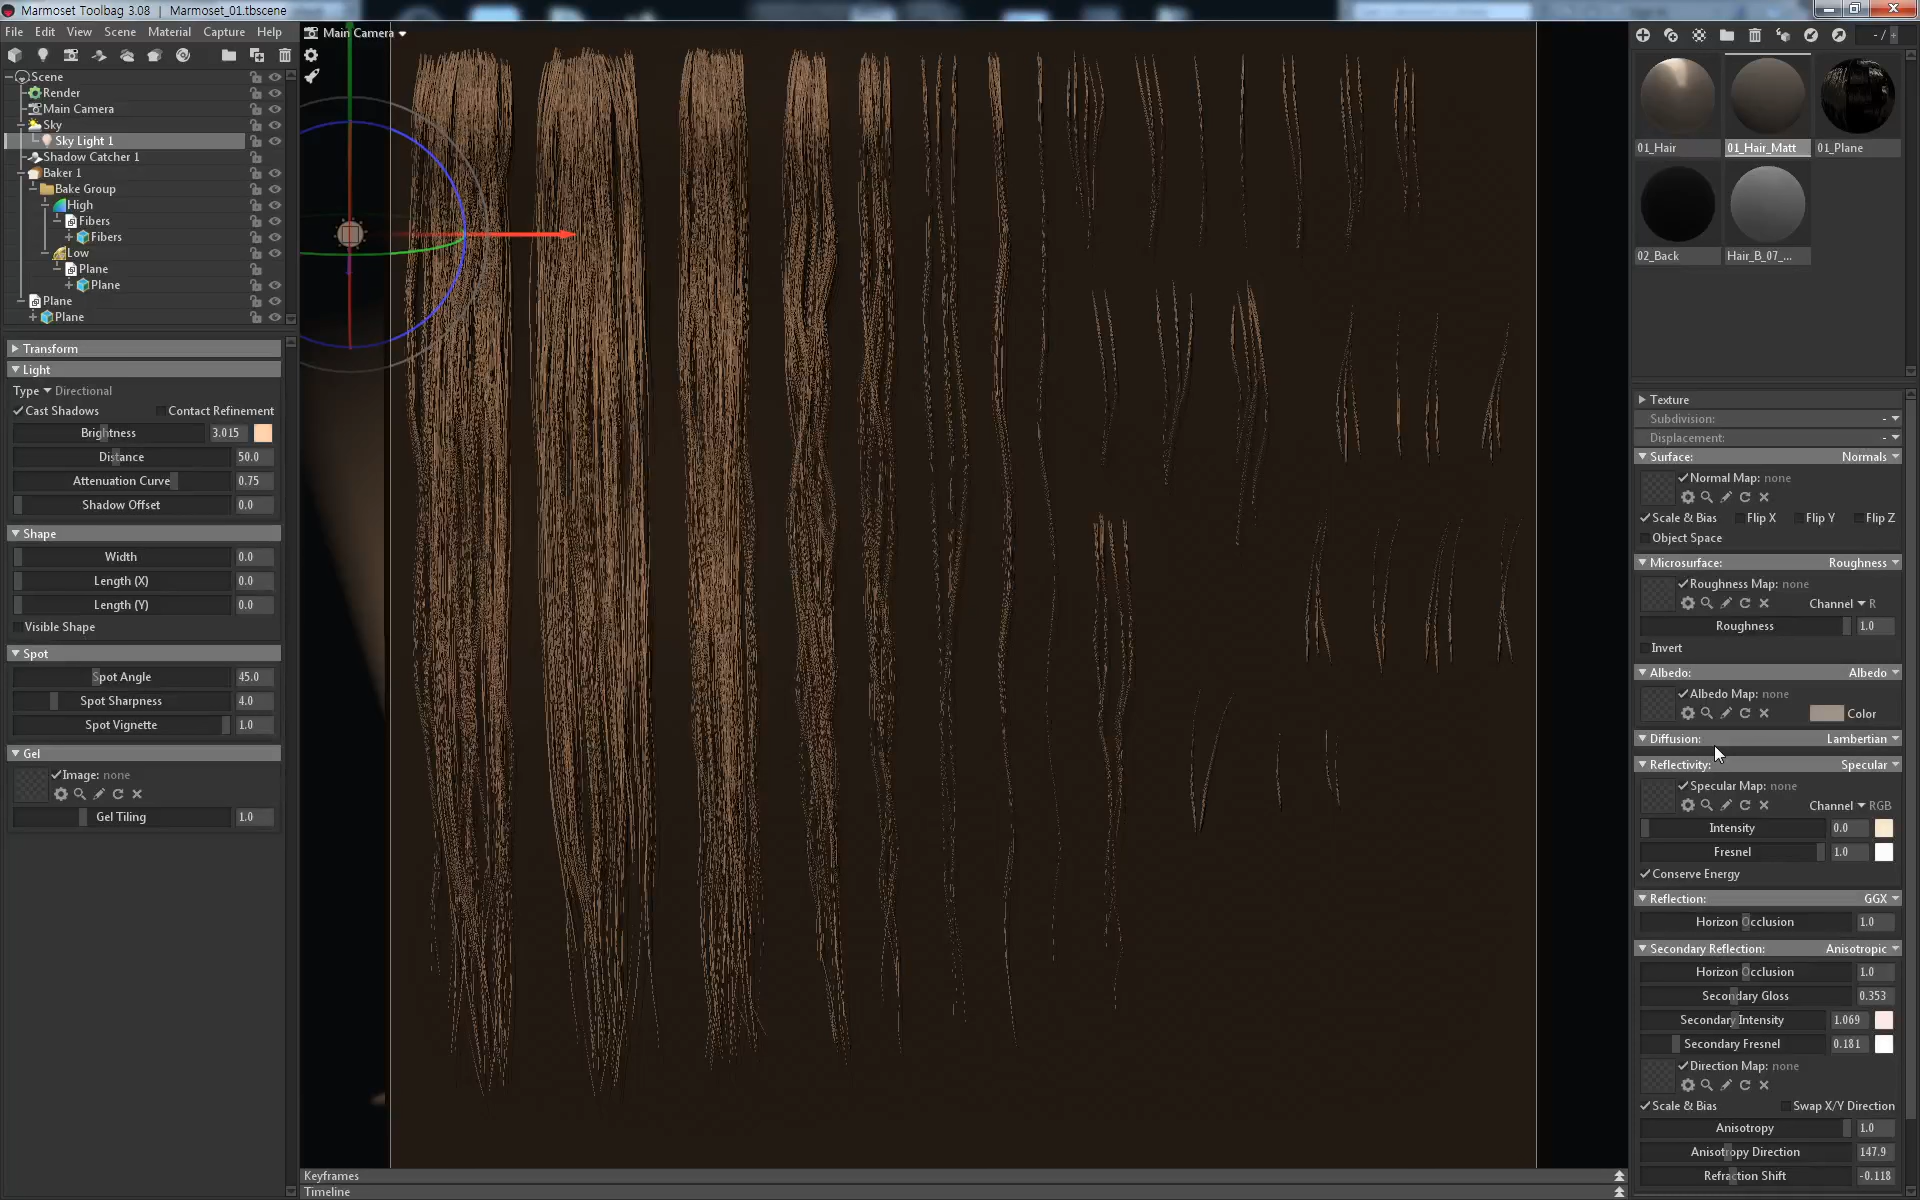 Marmoset Toolbag 3.08 | Marmoset_01.tbscene
File Edit View Scene Material Capture Help
Main Camera
- /
Scene
Render
Main Camera
Sky
Sky Light 1
Shadow Catcher 1
Baker 1
Bake Group
High
Fibers
Fibers
Low
Plane
Plane
Plane
Plane
Transform
Light
Type Directional
Cast Shadows Contact Refinement
Brightness 3.015
Distance 50.0
Attenuation Curve 0.75
Shadow Offset 0.0
Shape
Width 0.0
Length (X) 0.0
Length (Y) 0.0
Visible Shape
Spot
Spot Angle 45.0
Spot Sharpness 4.0
Spot Vignette 1.0
Gel
Image: none
Gel Tiling 1.0
Keyframes
Timeline
01_Hair 01_Hair_Matt 01_Plane
02_Back Hair_B_07_...
Texture
Subdivision: -
Displacement: -
Surface: Normals
Normal Map: none
Scale & Bias Flip X Flip Y Flip Z
Object Space
Microsurface: Roughness
Roughness Map: none
Channel R
Roughness 1.0
Invert
Albedo: Albedo
Albedo Map: none
Color
Diffusion: Lambertian
Reflectivity: Specular
Specular Map: none
Channel RGB
Intensity 0.0
Fresnel 1.0
Conserve Energy
Reflection: GGX
Horizon Occlusion 1.0
Secondary Reflection: Anisotropic
Horizon Occlusion 1.0
Secondary Gloss 0.353
Secondary Intensity 1.069
Secondary Fresnel 0.181
Direction Map: none
Scale & Bias Swap X/Y Direction
Anisotropy 1.0
Anisotropy Direction 147.9
Refraction Shift -0.118